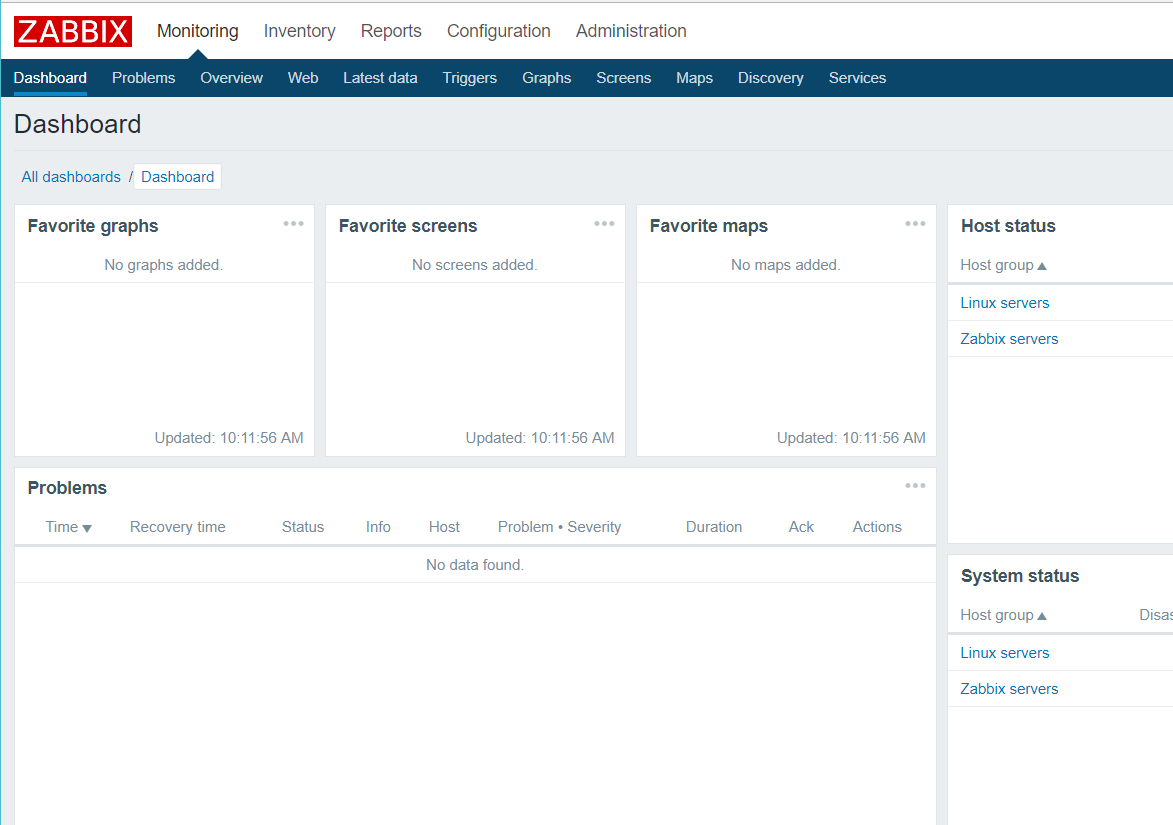 ZABBIX Monitoring Inventory Reports Configuration Administration
Dashboard Problems Overview Web Latest data Triggers Graphs Screens Maps Discovery Services
Dashboard
All dashboards / Dashboard
Favorite graphs
No graphs added.
Updated: 10:11:56 AM
Favorite screens
No screens added.
Updated: 10:11:56 AM
Favorite maps
No maps added.
Updated: 10:11:56 AM
Host status
Host group
Linux servers
Zabbix servers
Problems
Time Recovery time Status Info Host Problem • Severity Duration Ack Actions
No data found.
System status
Host group Disas
Linux servers
Zabbix servers